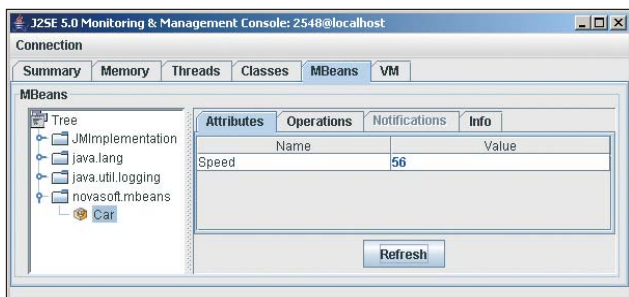 J2SE 5.0 Monitoring & Management Console: 2548@localhost
Connection
Summary Memory Threads Classes MBeans VM
MBeans
Tree
JMImplementation
java.lang
java.util.logging
novasoft.mbeans
Car
Attributes Operations Notifications Info
Name Value
Speed 56
Refresh